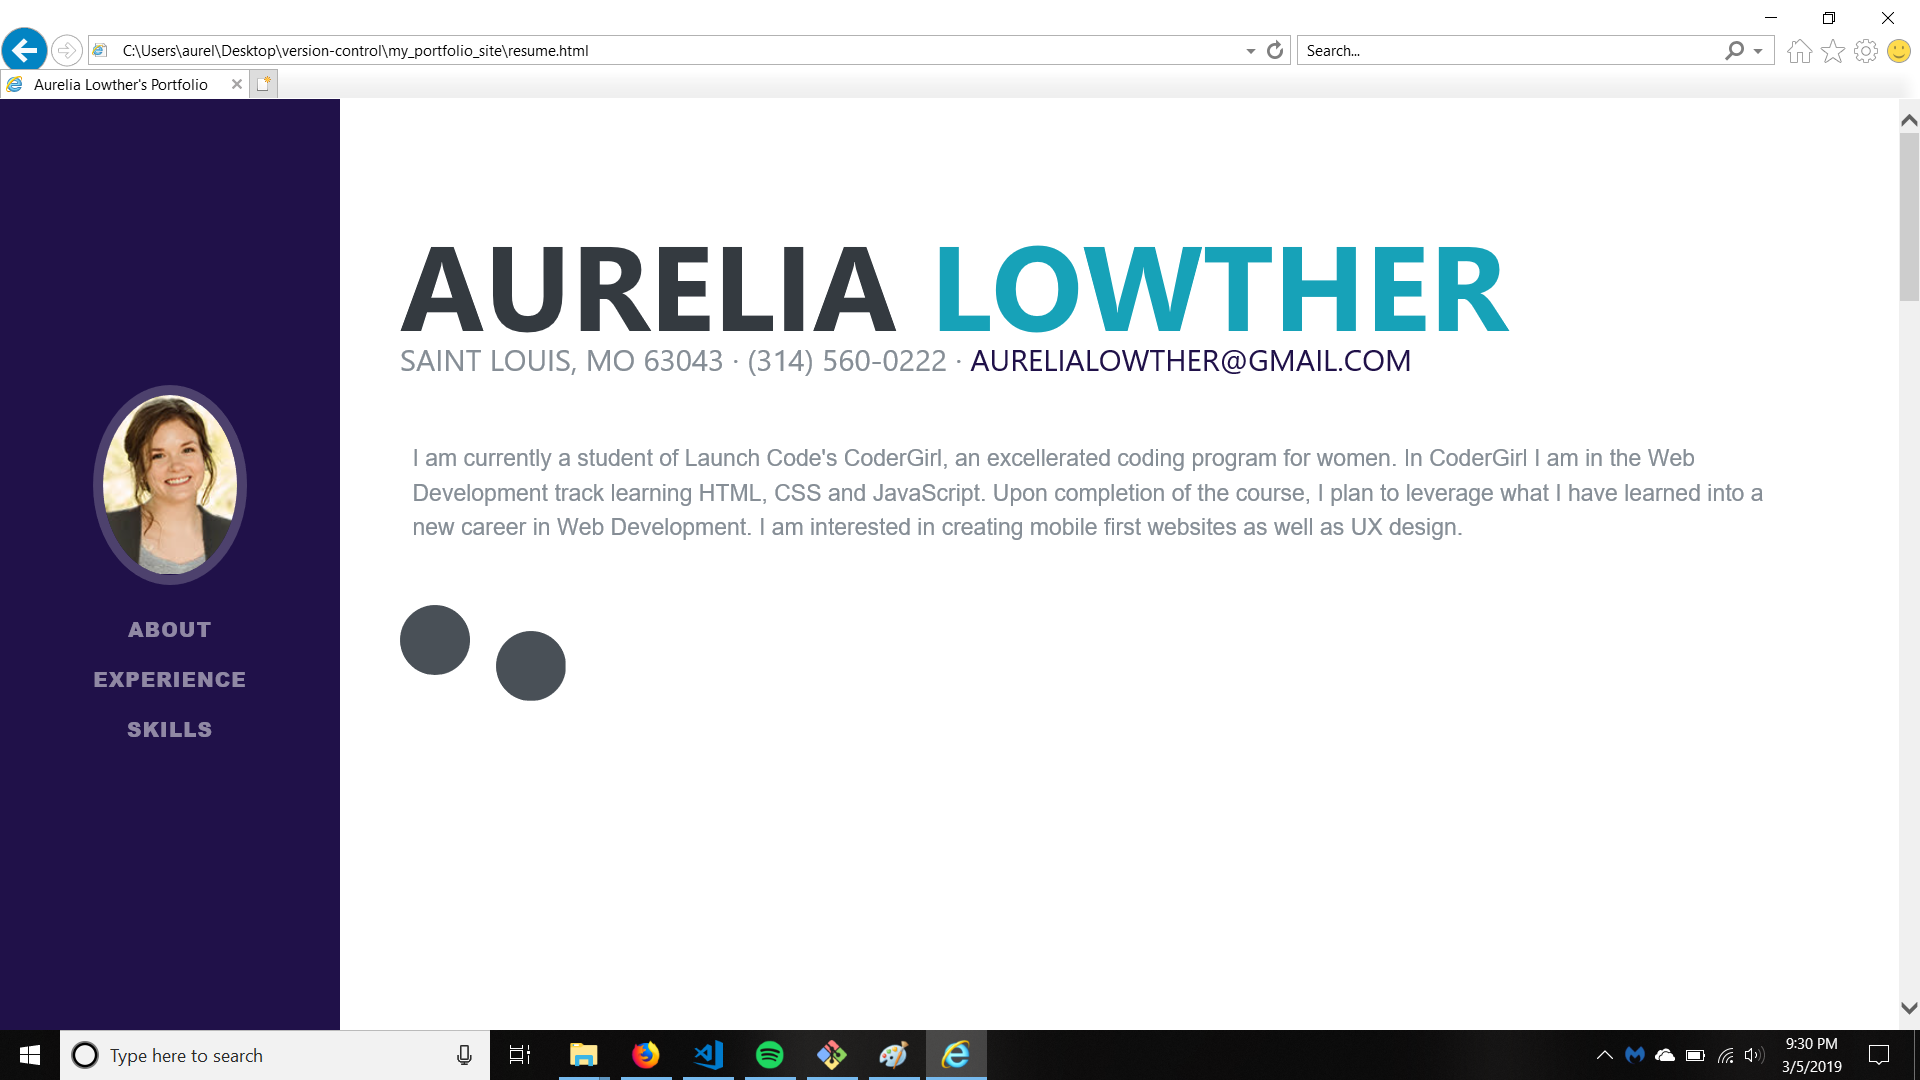 C:\Users\aurel\Desktop\version-control\my_portfolio_site\resume.html
Search...
Aurelia Lowther's Portfolio
AURELIA LOWTHER
SAINT LOUIS, MO 63043 · (314) 560-0222 · AURELIALOWTHER@GMAIL.COM
I am currently a student of Launch Code's CoderGirl, an excellerated coding program for women. In CoderGirl I am in the Web
Development track learning HTML, CSS and JavaScript. Upon completion of the course, I plan to leverage what I have learned into a
new career in Web Development. I am interested in creating mobile first websites as well as UX design.
ABOUT
EXPERIENCE
SKILLS
Type here to search
9:30 PM
3/5/2019